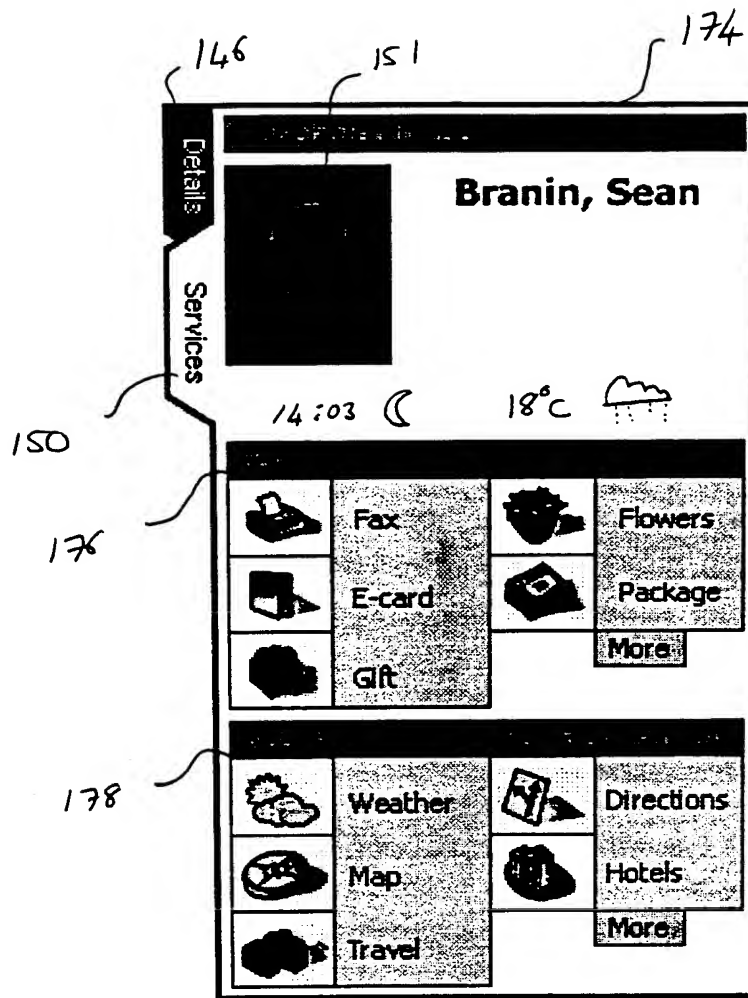 146 151 174
Details
Branin, Sean
Services
14:03 18°C
150
176
Fax Flowers
E-card Package
More
Gift
178
Weather Directions
Map Hotels
More
Travel